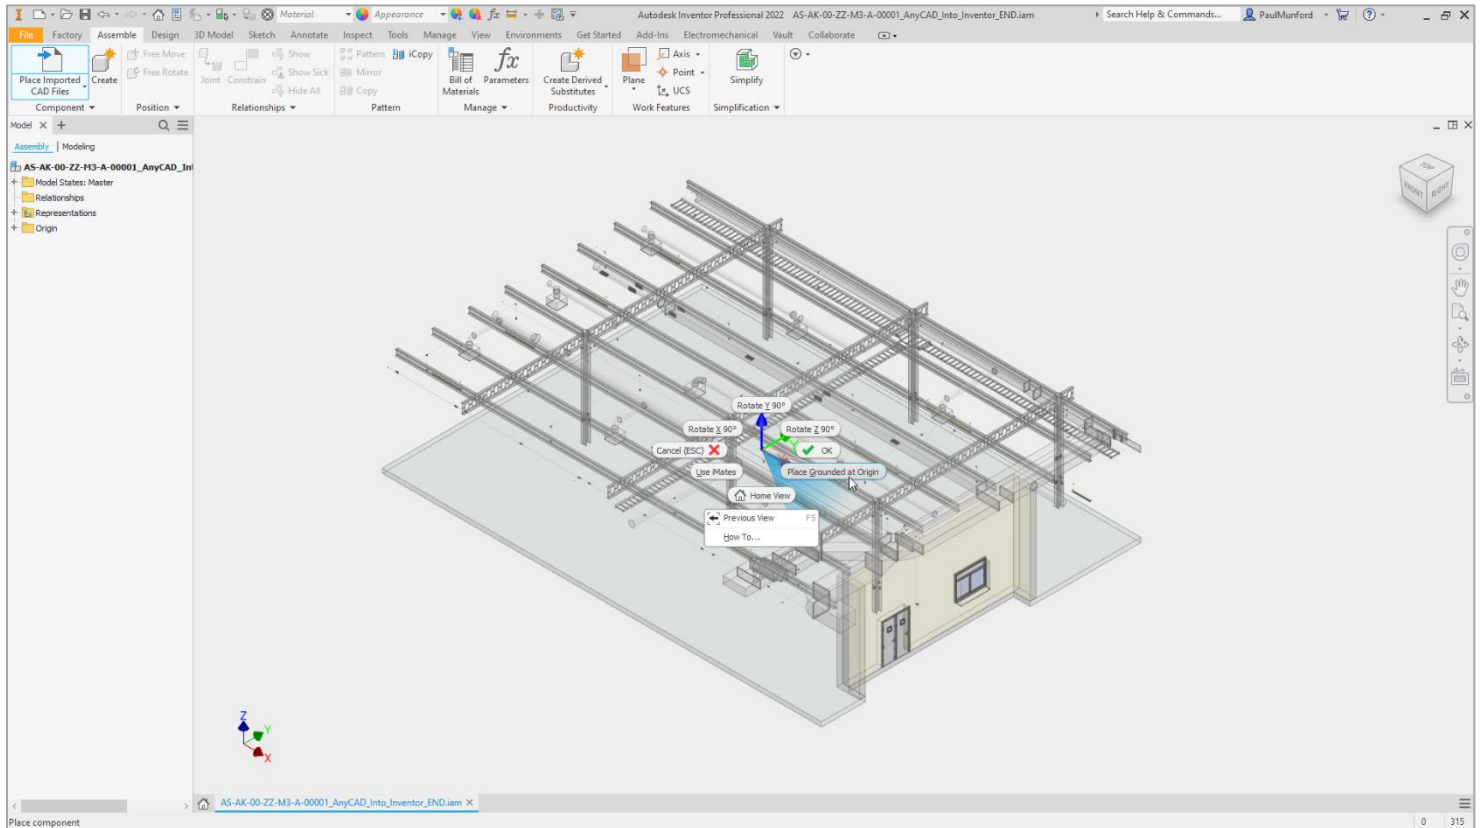 Material
Appearance
Autodesk Inventor Professional 2022 AS-AK-00-ZZ-M3-A-00001_AnyCAD_Into_Inventor_END.iam
Search Help & Commands...
PaulMunford
File Factory Assemble Design 3D Model Sketch Annotate Inspect Tools Manage View Environments Get Started Add-Ins Electromechanical Vault Collaborate
Place Imported CAD Files
Create
Free Move
Free Rotate
Component
Position
Joint Constrain
Show
Show Sick
Hide All
Relationships
Pattern
iCopy
Mirror
Copy
Pattern
Bill of Materials
Parameters
Manage
Create Derived Substitutes
Productivity
Plane
Axis
Point
UCS
Work Features
Simplify
Simplification
Model
Assembly | Modeling
AS-AK-00-ZZ-M3-A-00001_AnyCAD_In
Model States: Master
Relationships
Representations
Origin
TOP
FRONT
RIGHT
Rotate Y 90°
Rotate X 90°
Rotate Z 90°
Cancel (ESC)
OK
Use iMates
Place Grounded at Origin
Home View
Previous View F5
How To...
Z
Y
X
AS-AK-00-ZZ-M3-A-00001_AnyCAD_Into_Inventor_END.iam
Place component
0 315